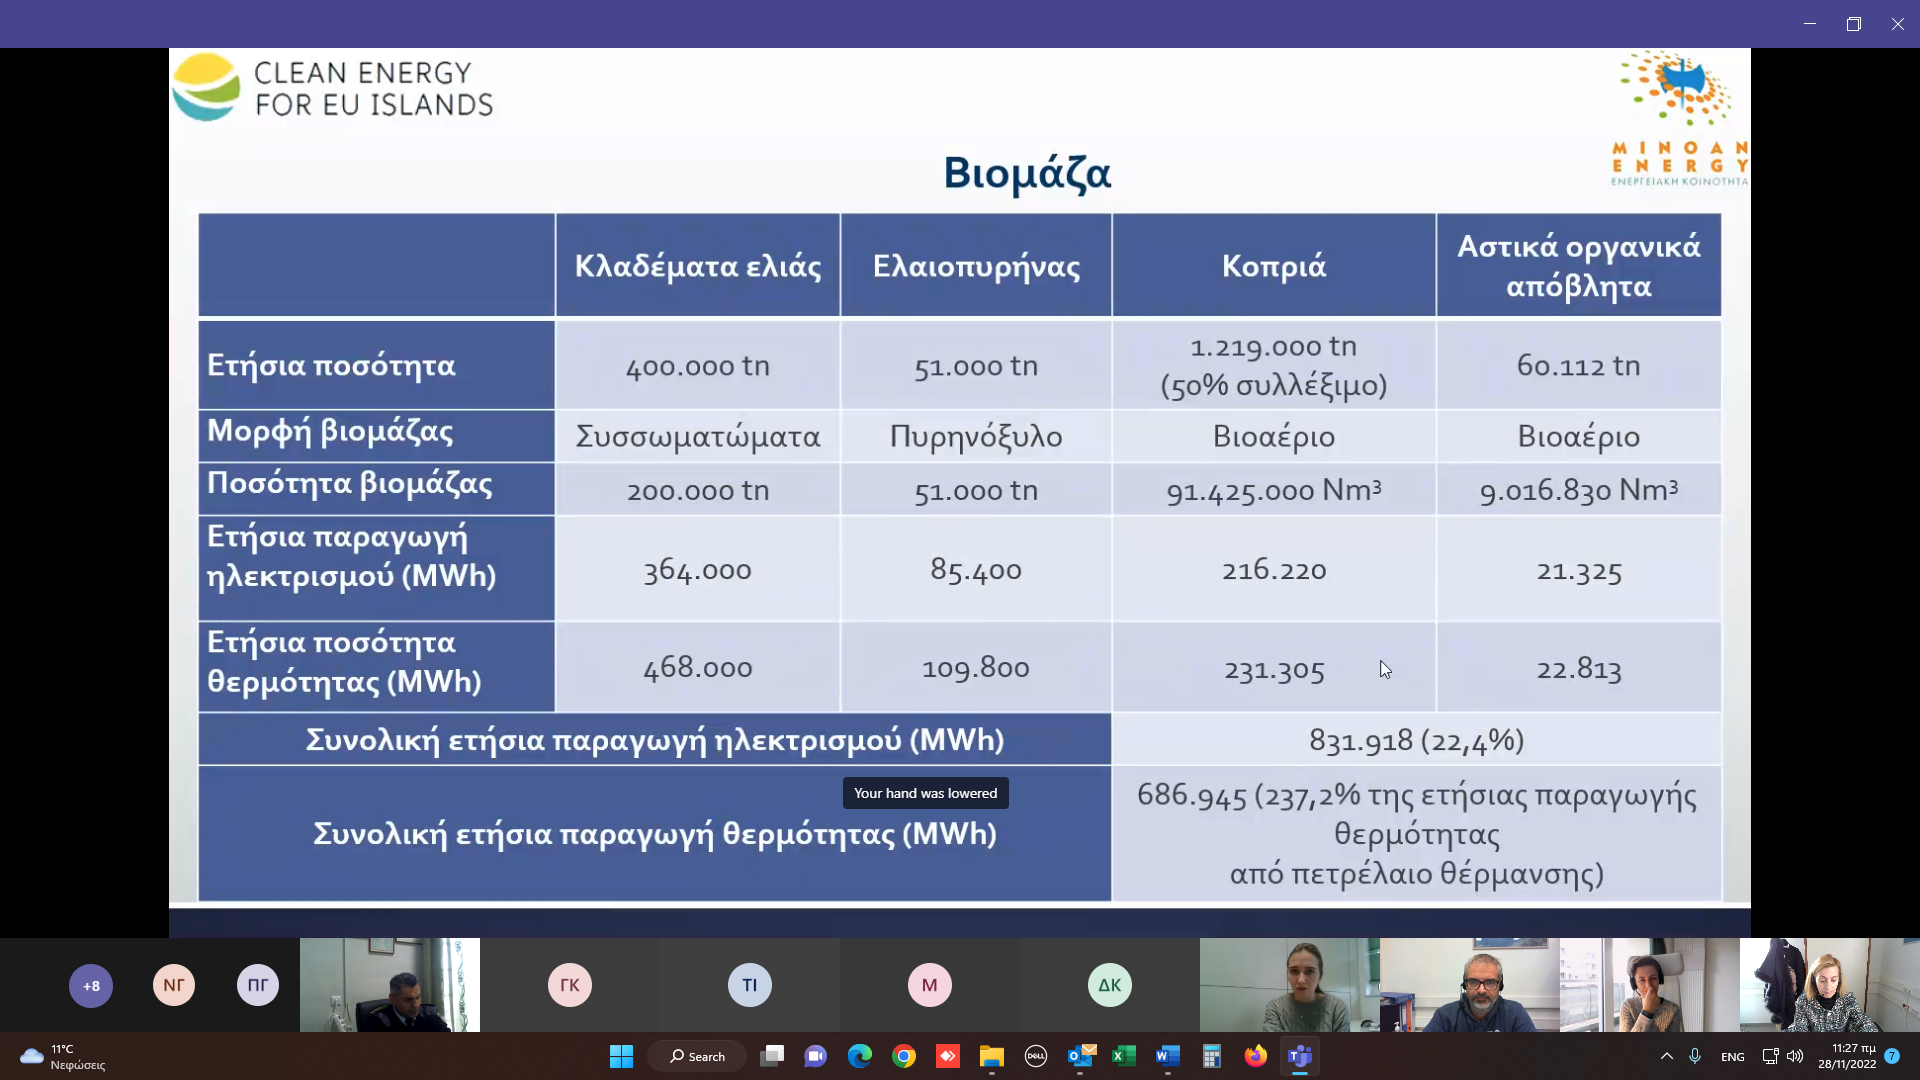 CLEAN ENERGY
FOR EU ISLANDS
MINOAN
ENERGY
ΕΝΕΡΓΕΙΑΚΗ ΚΟΙΝΟΤΗΤΑ
Βιομάζα
Κλαδέματα ελιάς
Ελαιοπυρήνας
Κοπριά
Αστικά οργανικά
απόβλητα
Ετήσια ποσότητα
400.000 tn
51.000 tn
1.219.000 tn
(50% συλλέξιμο)
60.112 tn
Μορφή βιομάζας
Συσσωματώματα
Πυρηνόξυλο
Βιοαέριο
Βιοαέριο
Ποσότητα βιομάζας
200.000 tn
51.000 tn
91.425.000 Nm³
9.016.830 Nm³
Ετήσια παραγωγή
ηλεκτρισμού (MWh)
364.000
85.400
216.220
21.325
Ετήσια ποσότητα
θερμότητας (MWh)
468.000
109.800
231.305
22.813
Συνολική ετήσια παραγωγή ηλεκτρισμού (MWh)
831.918 (22,4%)
Your hand was lowered
Συνολική ετήσια παραγωγή θερμότητας (MWh)
686.945 (237,2% της ετήσιας παραγωγής
θερμότητας
από πετρέλαιο θέρμανσης)
+8
ΝΓ
ΠΓ
ΓΚ
ΤΙ
Μ
ΔΚ
11°C
Νεφώσεις
Search
DELL
ENG
11:27 πμ
28/11/2022
7